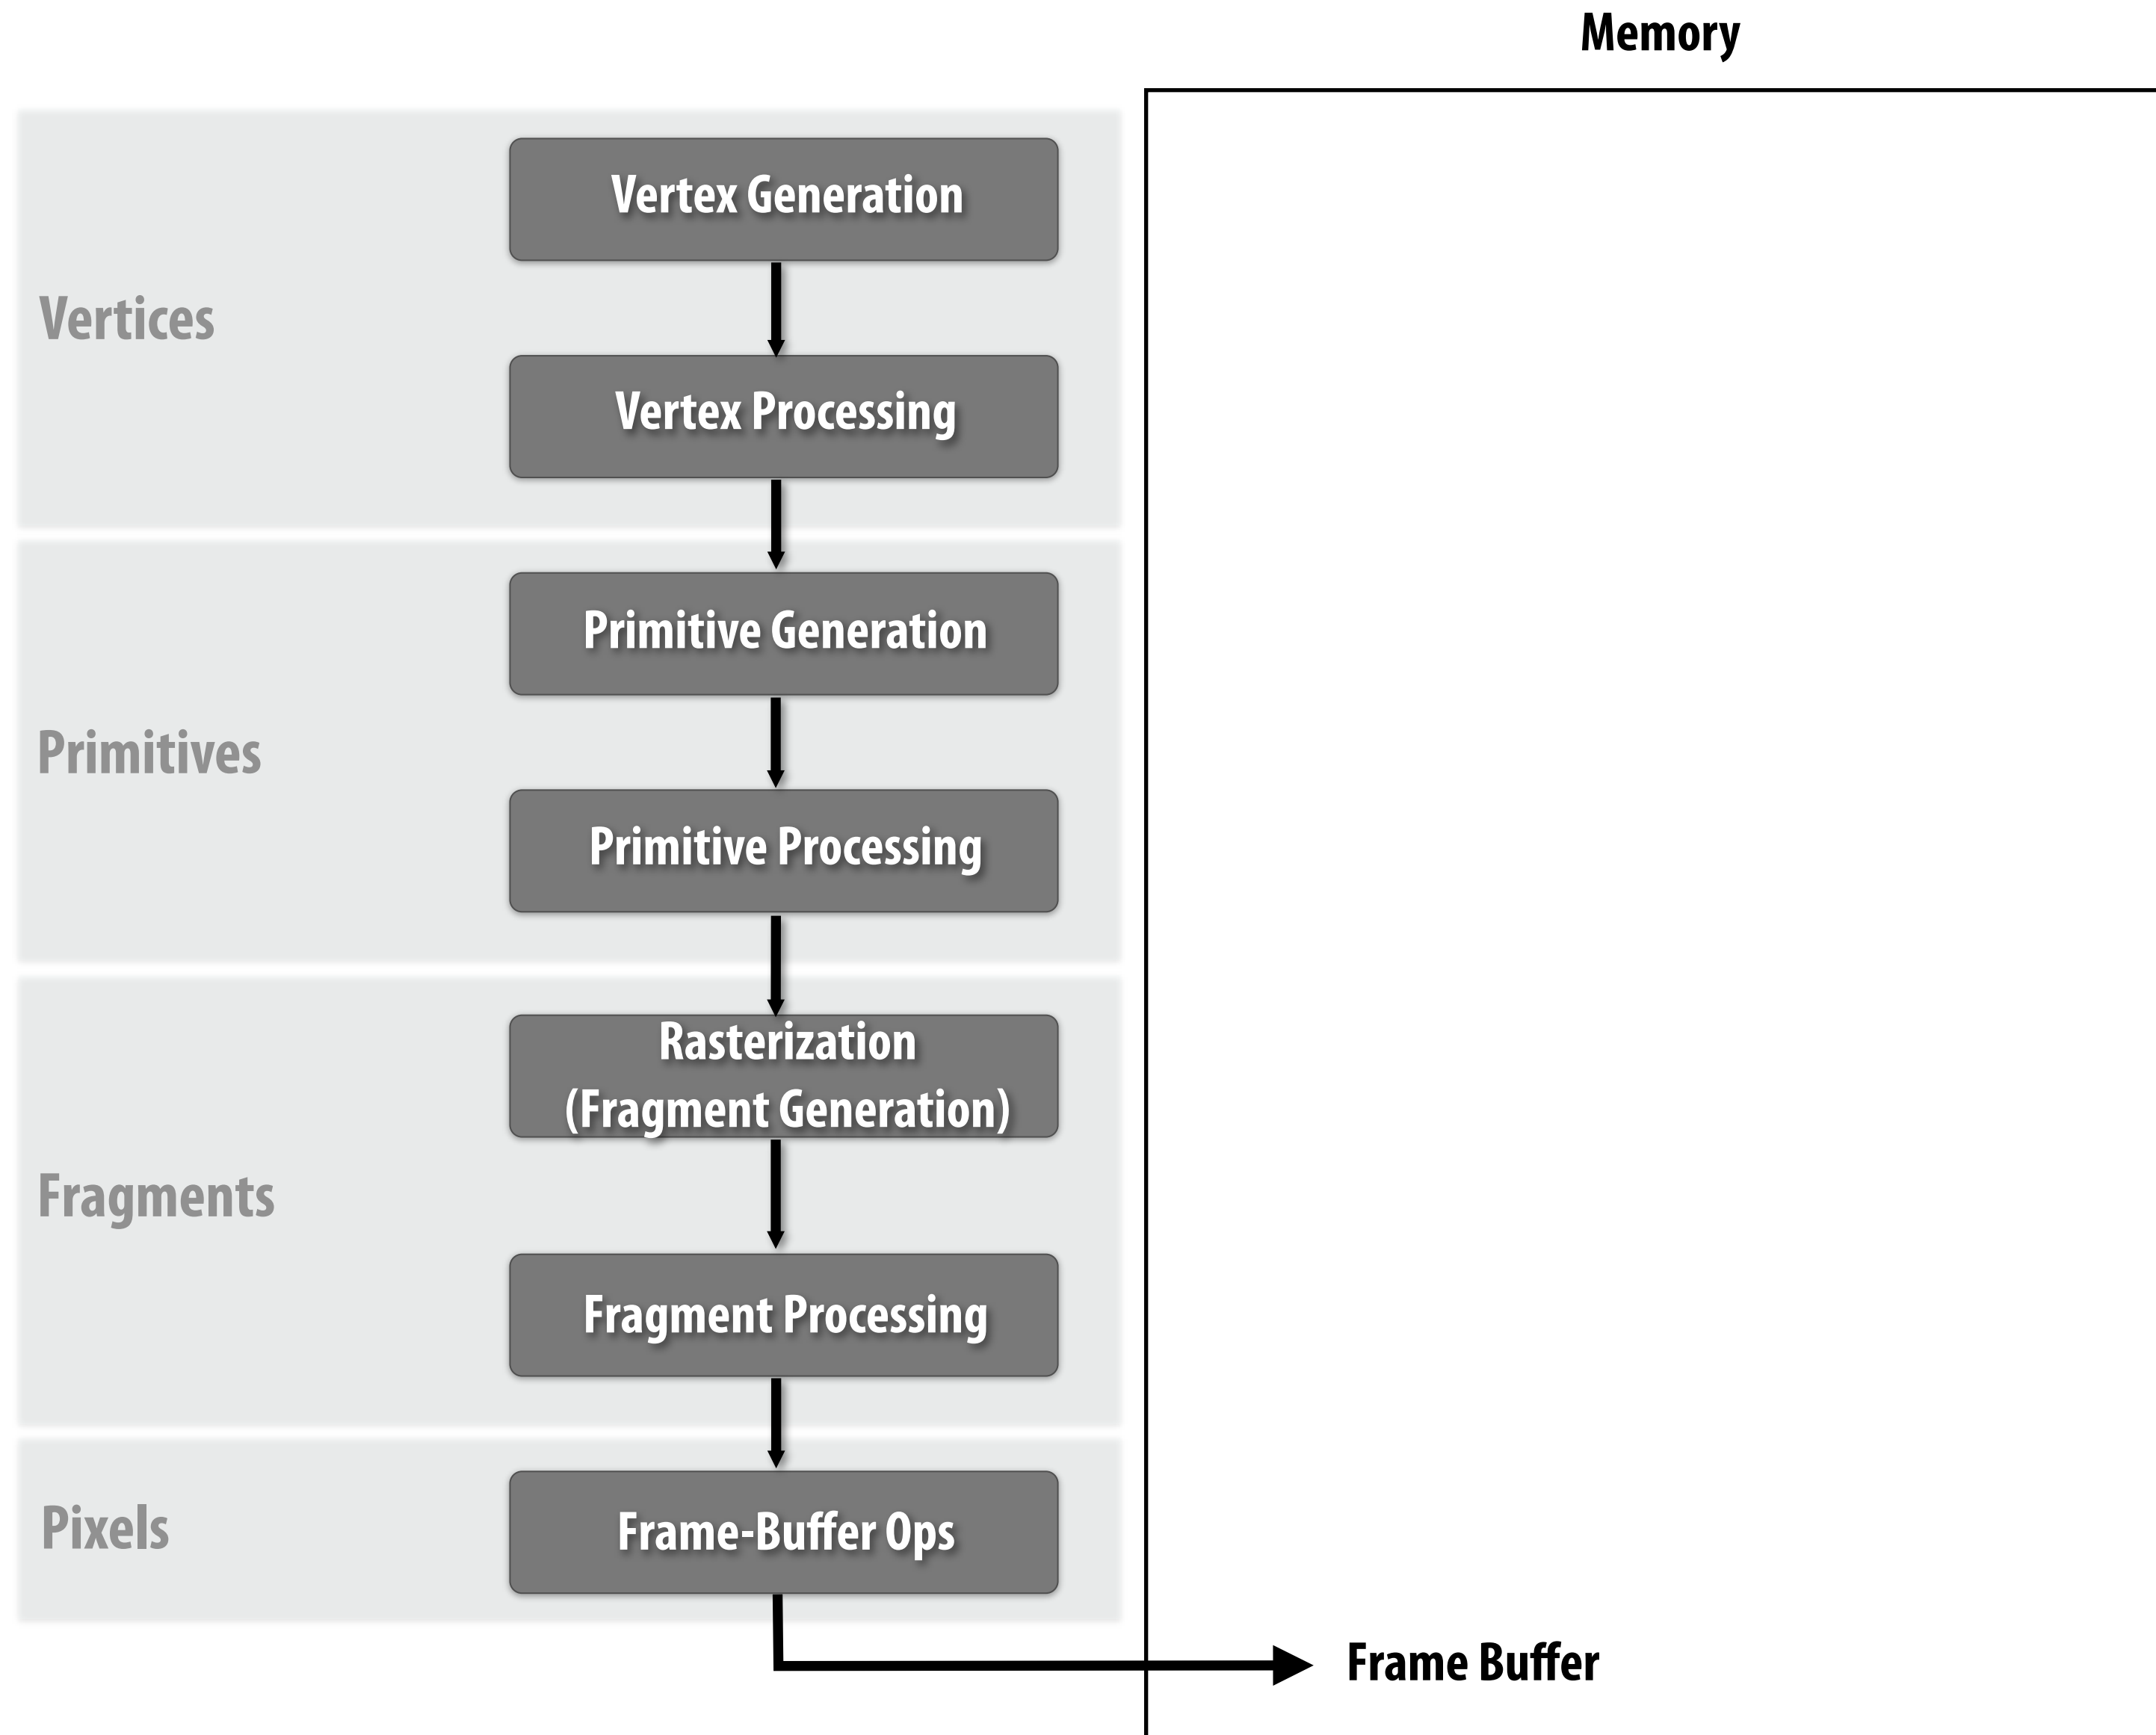 Memory
Vertices
Vertex Generation
Vertex Processing
Primitives
Primitive Generation
Primitive Processing
Fragments
Rasterization
(Fragment Generation)
Fragment Processing
Pixels
Frame-Buffer Ops
Frame Buffer